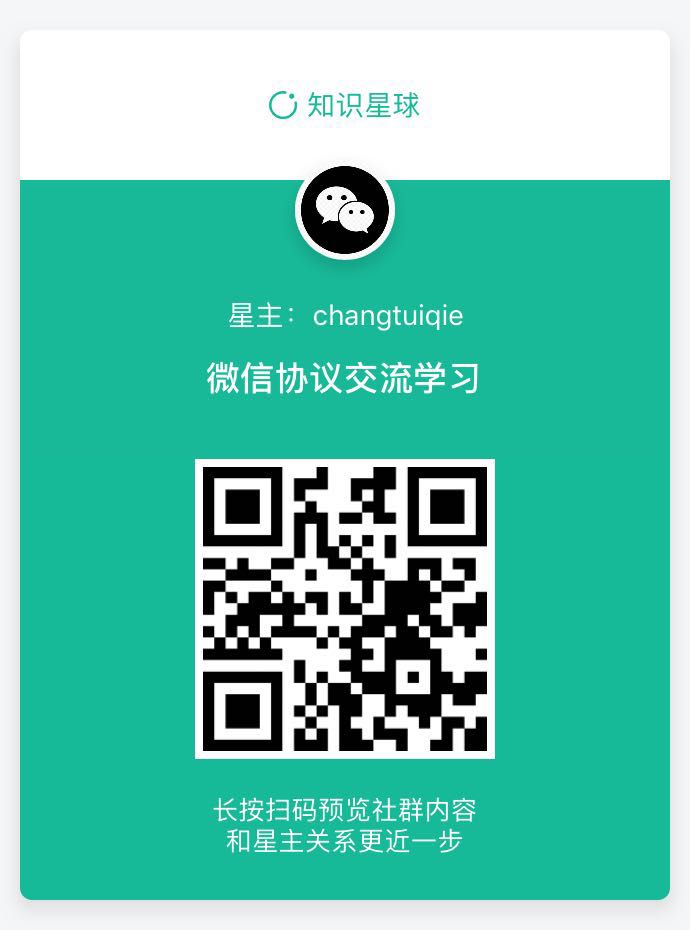 知识星球
星主：changtuiqie
微信协议交流学习
长按扫码预览社群内容
和星主关系更近一步